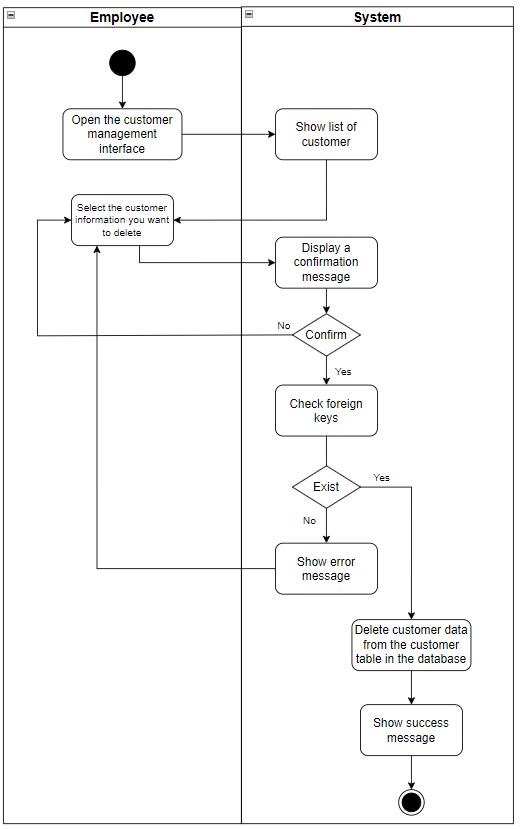 Employee
System
Open the customer
management
interface
Show list of
customer
Select the customer
information you want
to delete
Display a
confirmation
message
No
Confirm
Yes
Check foreign
keys
Exist
Yes
No
Show error
message
Delete customer data
from the customer
table in the database
Show success
message